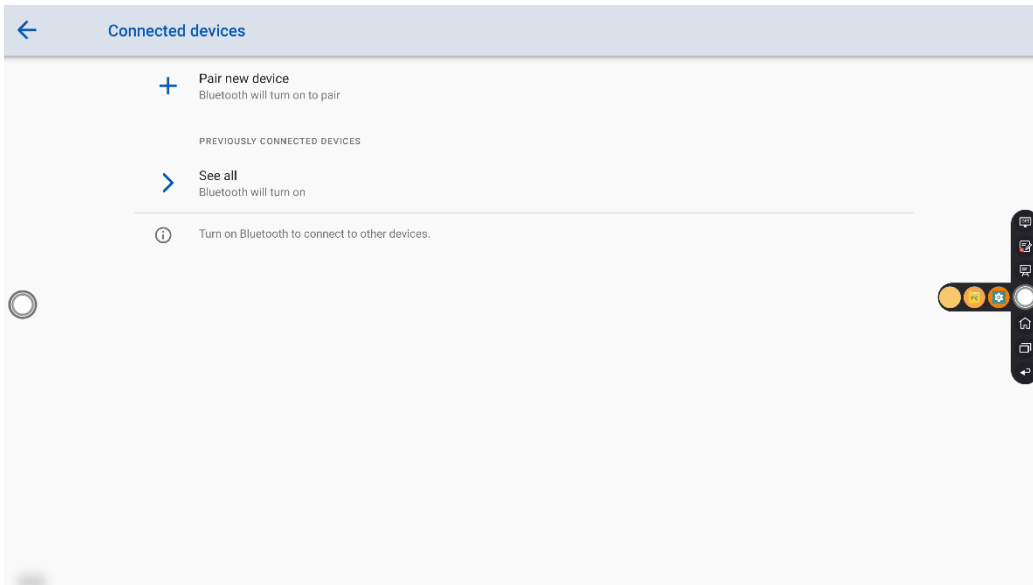 Connected devices
Pair new device
Bluetooth will turn on to pair
PREVIOUSLY CONNECTED DEVICES
See all
Bluetooth will turn on
Turn on Bluetooth to connect to other devices.